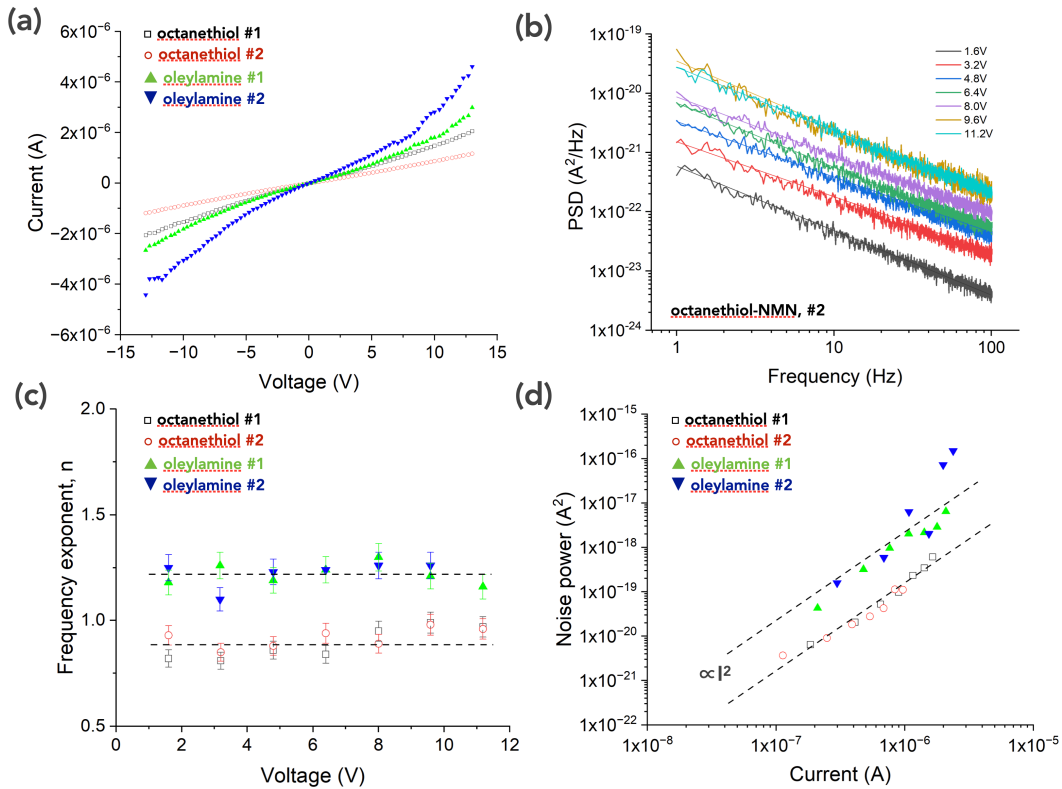 (a)
octanethiol #1
octanethiol #2
oleylamine #1
oleylamine #2
6x10⁻⁶
4x10⁻⁶
2x10⁻⁶
0
−2x10⁻⁶
−4x10⁻⁶
−6x10⁻⁶
Current (A)
−15 −10 −5 0 5 10 15
Voltage (V)
(b)
1x10⁻¹⁹
1x10⁻²⁰
1x10⁻²¹
1x10⁻²²
1x10⁻²³
1x10⁻²⁴
PSD (A²/Hz)
1.6V
3.2V
4.8V
6.4V
8.0V
9.6V
11.2V
octanethiol-NMN, #2
1 10 100
Frequency (Hz)
(c)
octanethiol #1
octanethiol #2
oleylamine #1
oleylamine #2
2.0
1.5
1.0
0.5
Frequency exponent, n
0 2 4 6 8 10 12
Voltage (V)
(d)
octanethiol #1
octanethiol #2
oleylamine #1
oleylamine #2
1x10⁻¹⁵
1x10⁻¹⁶
1x10⁻¹⁷
1x10⁻¹⁸
1x10⁻¹⁹
1x10⁻²⁰
1x10⁻²¹
1x10⁻²²
Noise power (A²)
∝I²
1x10⁻⁸ 1x10⁻⁷ 1x10⁻⁶ 1x10⁻⁵
Current (A)